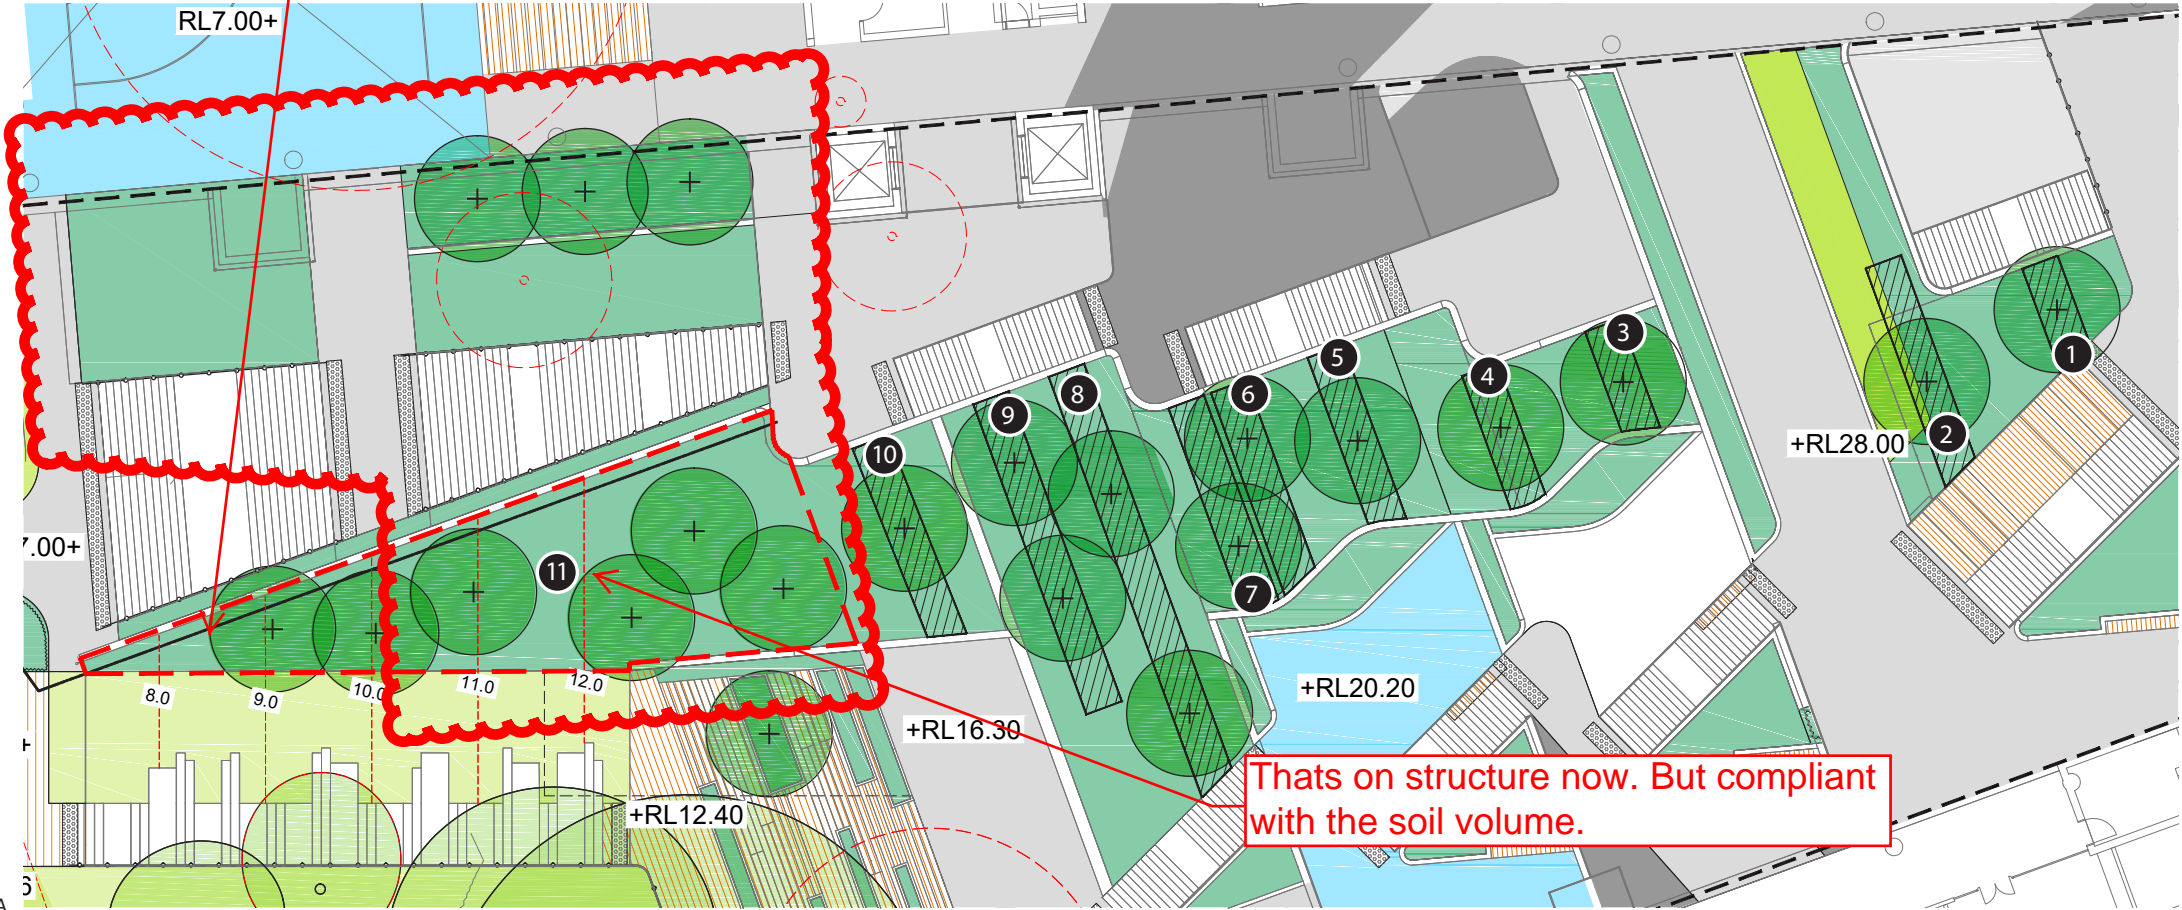 RL7.00+
3
1
5
4
6
8
9
10
2
+RL28.00
7.00+
11
7
8.0
9.0
10.0
11.0
12.0
+RL20.20
+RL16.30
+RL12.40
Thats on structure now. But compliant
with the soil volume.
+
6
A